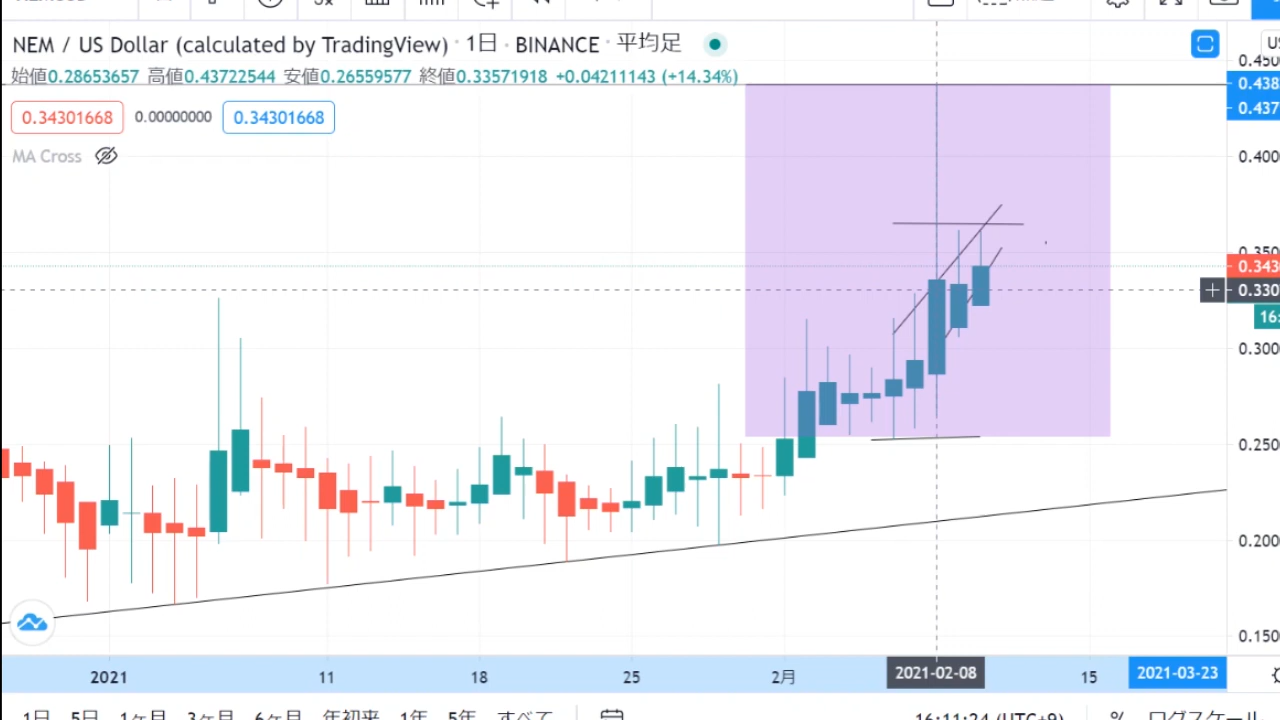 NEM / US Dollar (calculated by TradingView) · 1日 · BINANCE · 平均足
始値0.28653657 高値0.43722544 安値0.26559577 終値0.33571918 +0.04211143 (+14.34%)
0.34301668 0.00000000 0.34301668
MA Cross
0.450
0.438
0.437
0.400
0.350
0.343
0.330
16:
0.300
0.250
0.200
0.150
2021 11 18 25 2月 2021-02-08 15 2021-03-23
1日 5日 1ヶ月 3ヶ月 6ヶ月 年初来 1年 5年 すべて 16:11:24 (UTC+9) % ログスケール